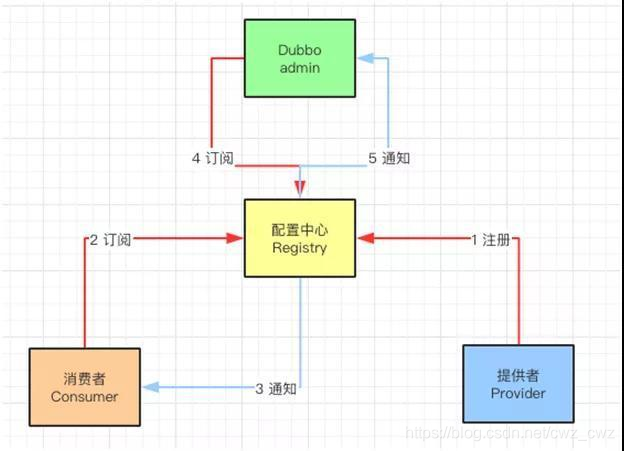 Dubbo
admin
4 订阅
5 通知
配置中心
Registry
2 订阅
1 注册
消费者
Consumer
3 通知
提供者
Provider
https://blog.csdn.net/cwz_cwz